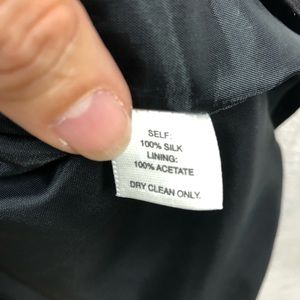 SELF:
100% SILK
LINING:
100% ACETATE
DRY CLEAN ONLY.